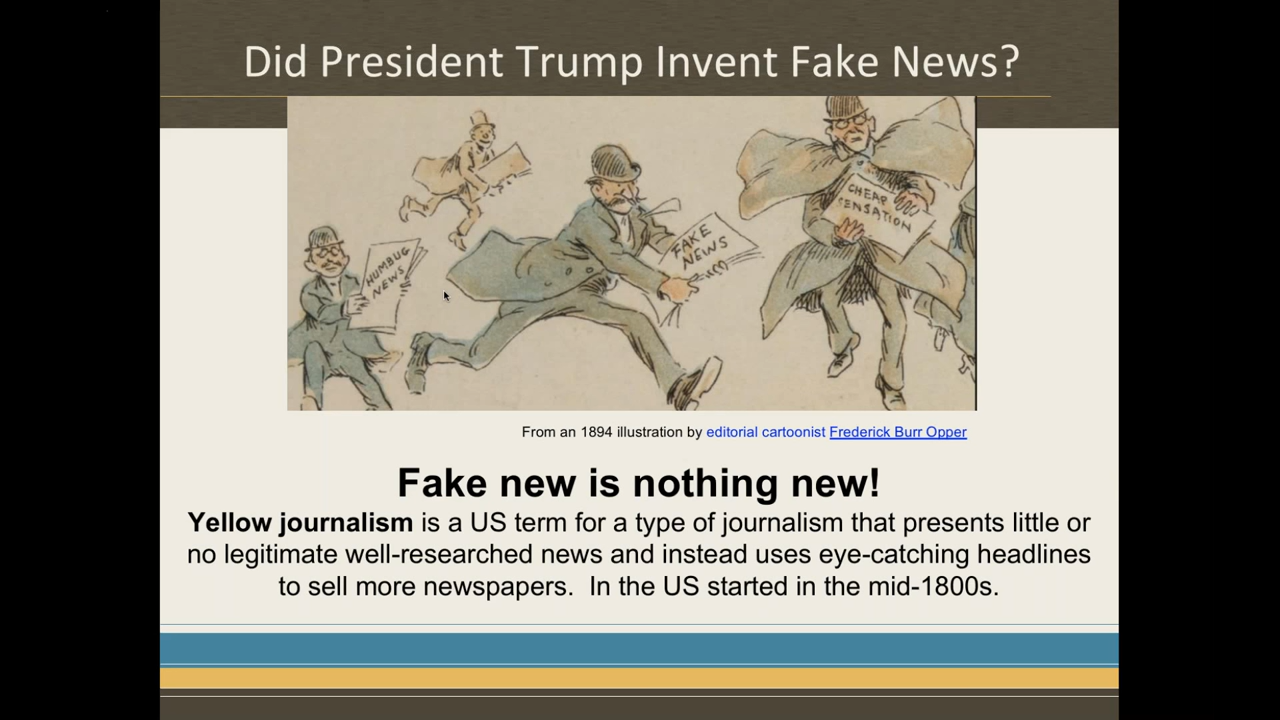 Did President Trump Invent Fake News?
HUMBUG
NEWS
FAKE
NEWS
CHEAP
SENSATION
From an 1894 illustration by editorial cartoonist Frederick Burr Opper
Fake new is nothing new!
Yellow journalism is a US term for a type of journalism that presents little or
no legitimate well-researched news and instead uses eye-catching headlines
to sell more newspapers.  In the US started in the mid-1800s.